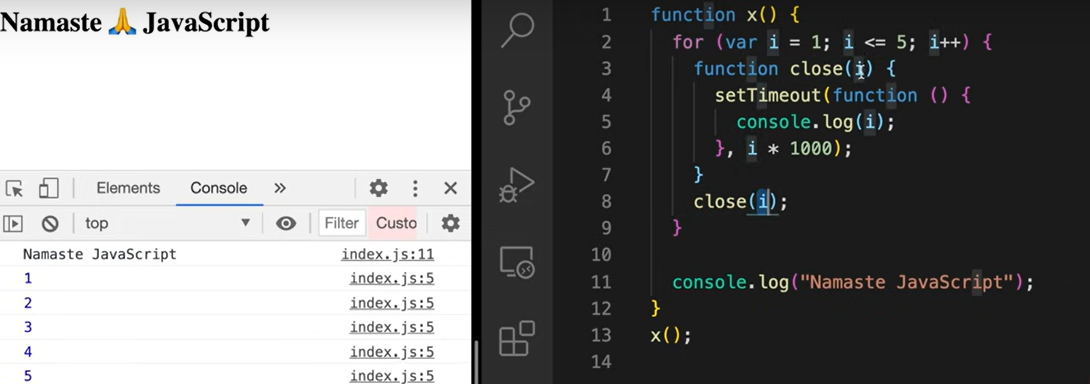 Namaste 🙏 JavaScript
Elements Console »
top Filter Custo
Namaste JavaScript index.js:11
1 index.js:5
2 index.js:5
3 index.js:5
4 index.js:5
5 index.js:5
1 function x() {
2   for (var i = 1; i <= 5; i++) {
3     function close(i) {
4       setTimeout(function () {
5         console.log(i);
6       }, i * 1000);
7     }
8     close(i);
9   }
10
11   console.log("Namaste JavaScript");
12 }
13 x();
14